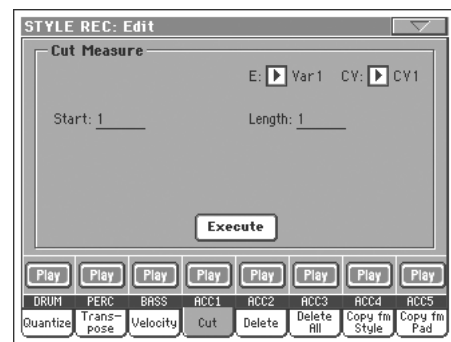 STYLE REC: Edit
Cut Measure
E: Var1 CV: CV1
Start: 1 Length: 1
Execute
Play Play Play Play Play Play Play Play
DRUM PERC BASS ACC1 ACC2 ACC3 ACC4 ACC5
Quantize Trans-pose Velocity Cut Delete Delete All Copy fm Style Copy fm Pad